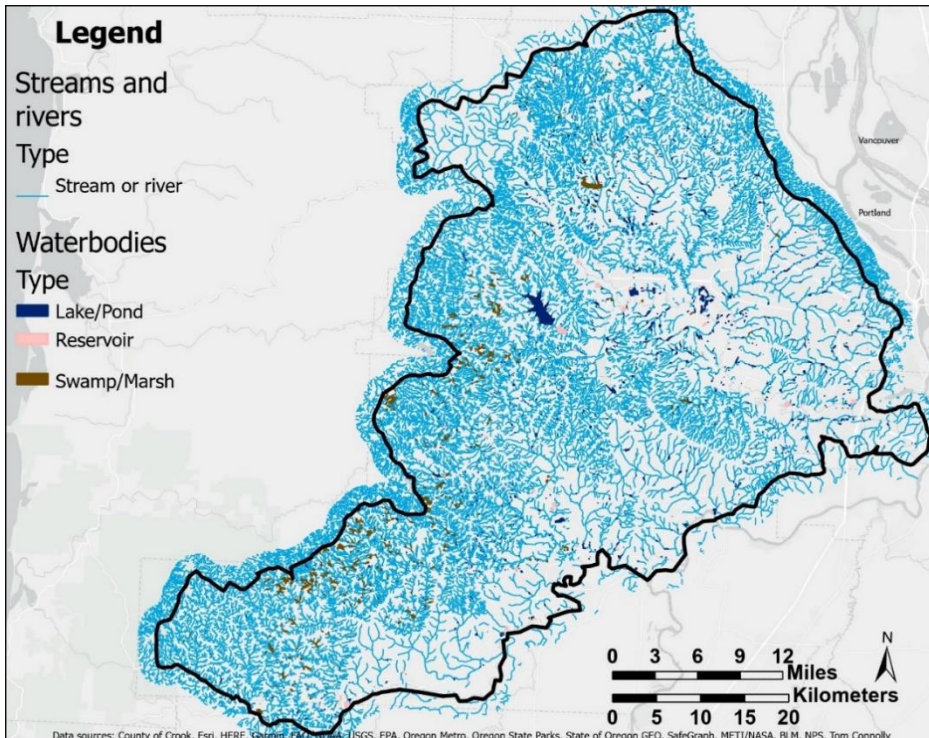 Legend
Streams and
rivers
Type
Stream or river
Waterbodies
Type
Lake/Pond
Reservoir
Swamp/Marsh
Vancouver
Portland
N
0 3 6 9 12
Miles
Kilometers
0 5 10 15 20
Data sources: County of Crook, Esri, HERE, Garmin, USGS, EPA, Oregon Metro, Oregon State Parks, State of Oregon GEO, SafeGraph, METI/NASA, BLM, NPS, Tom Connolly